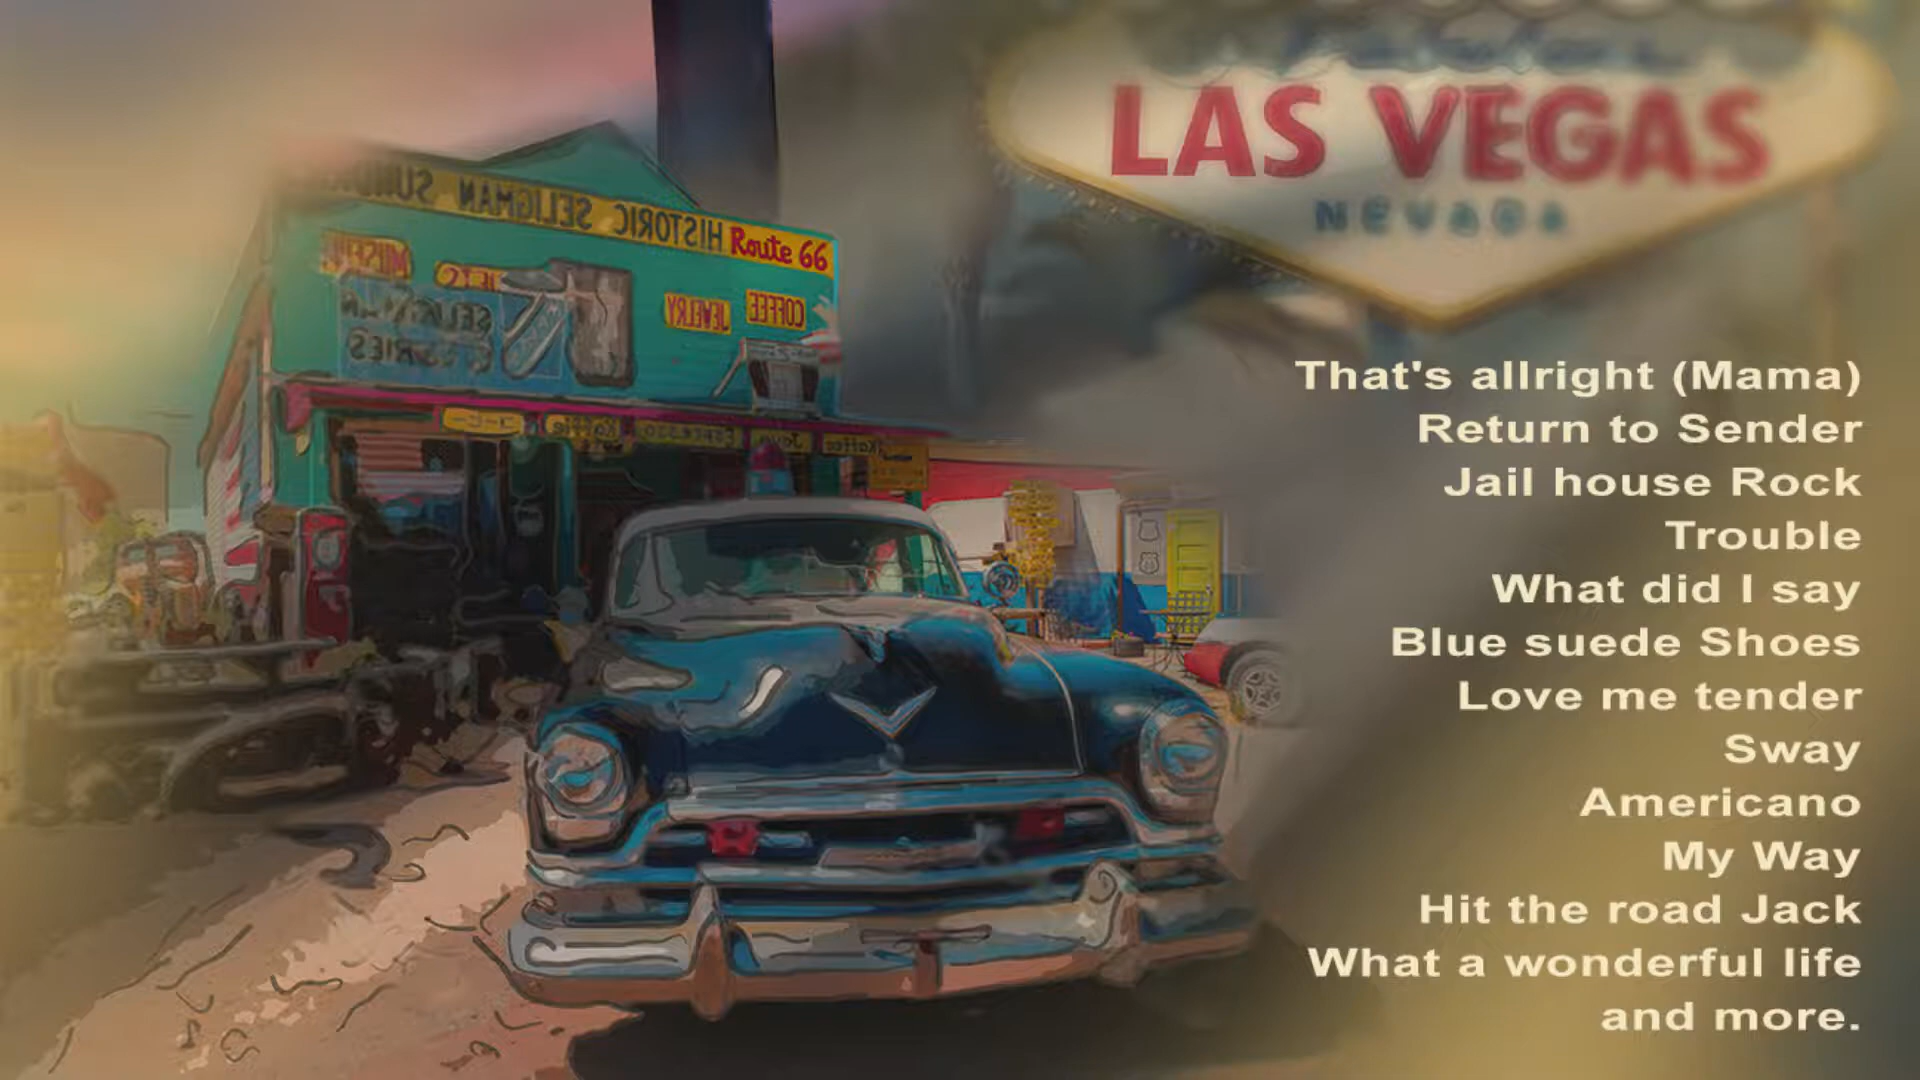 LAS VEGAS
NEVADA
HISTORIC SELIGMAN
Route 66
COFFEE
JEWELRY
That's allright (Mama)
Return to Sender
Jail house Rock
Trouble
What did I say
Blue suede Shoes
Love me tender
Sway
Americano
My Way
Hit the road Jack
What a wonderful life
and more.